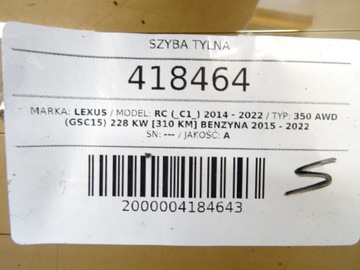 SZYBA TYLNA
418464
MARKA: LEXUS / MODEL: RC (_C1_) 2014 - 2022 / TYP: 350 AWD
(GSC15) 228 KW [310 KM] BENZYNA 2015 - 2022
SN: --- / JAKOŚĆ: A
S
2000004184643